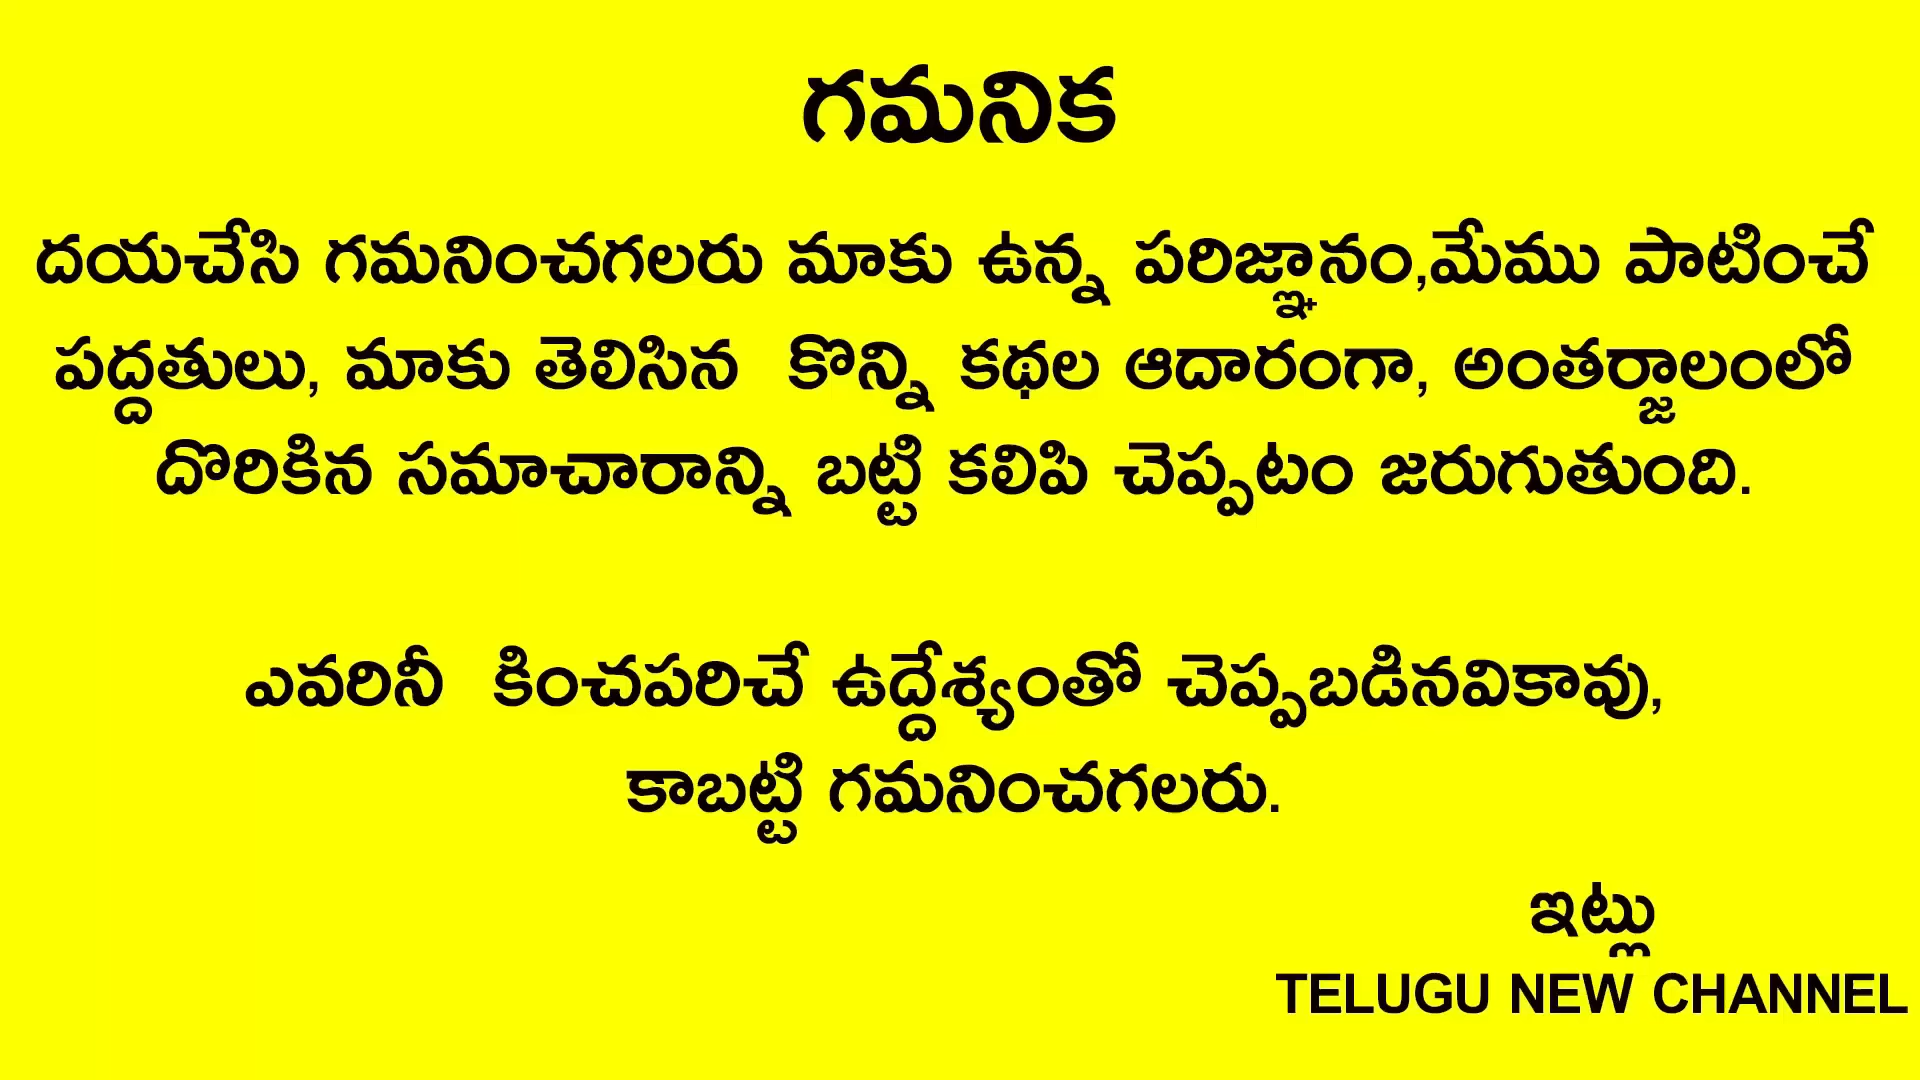 గమనిక
దయచేసి గమనించగలరు మాకు ఉన్న పరిజ్ఞానం,మేము పాటించే
పద్దతులు, మాకు తెలిసిన కొన్ని కథల ఆదారంగా, అంతర్జాలంలో
దొరికిన సమాచారాన్ని బట్టి కలిపి చెప్పటం జరుగుతుంది.
ఎవరినీ కించపరిచే ఉద్దేశ్యంతో చెప్పబడినవికావు,
కాబట్టి గమనించగలరు.
ఇట్లు
TELUGU NEW CHANNEL